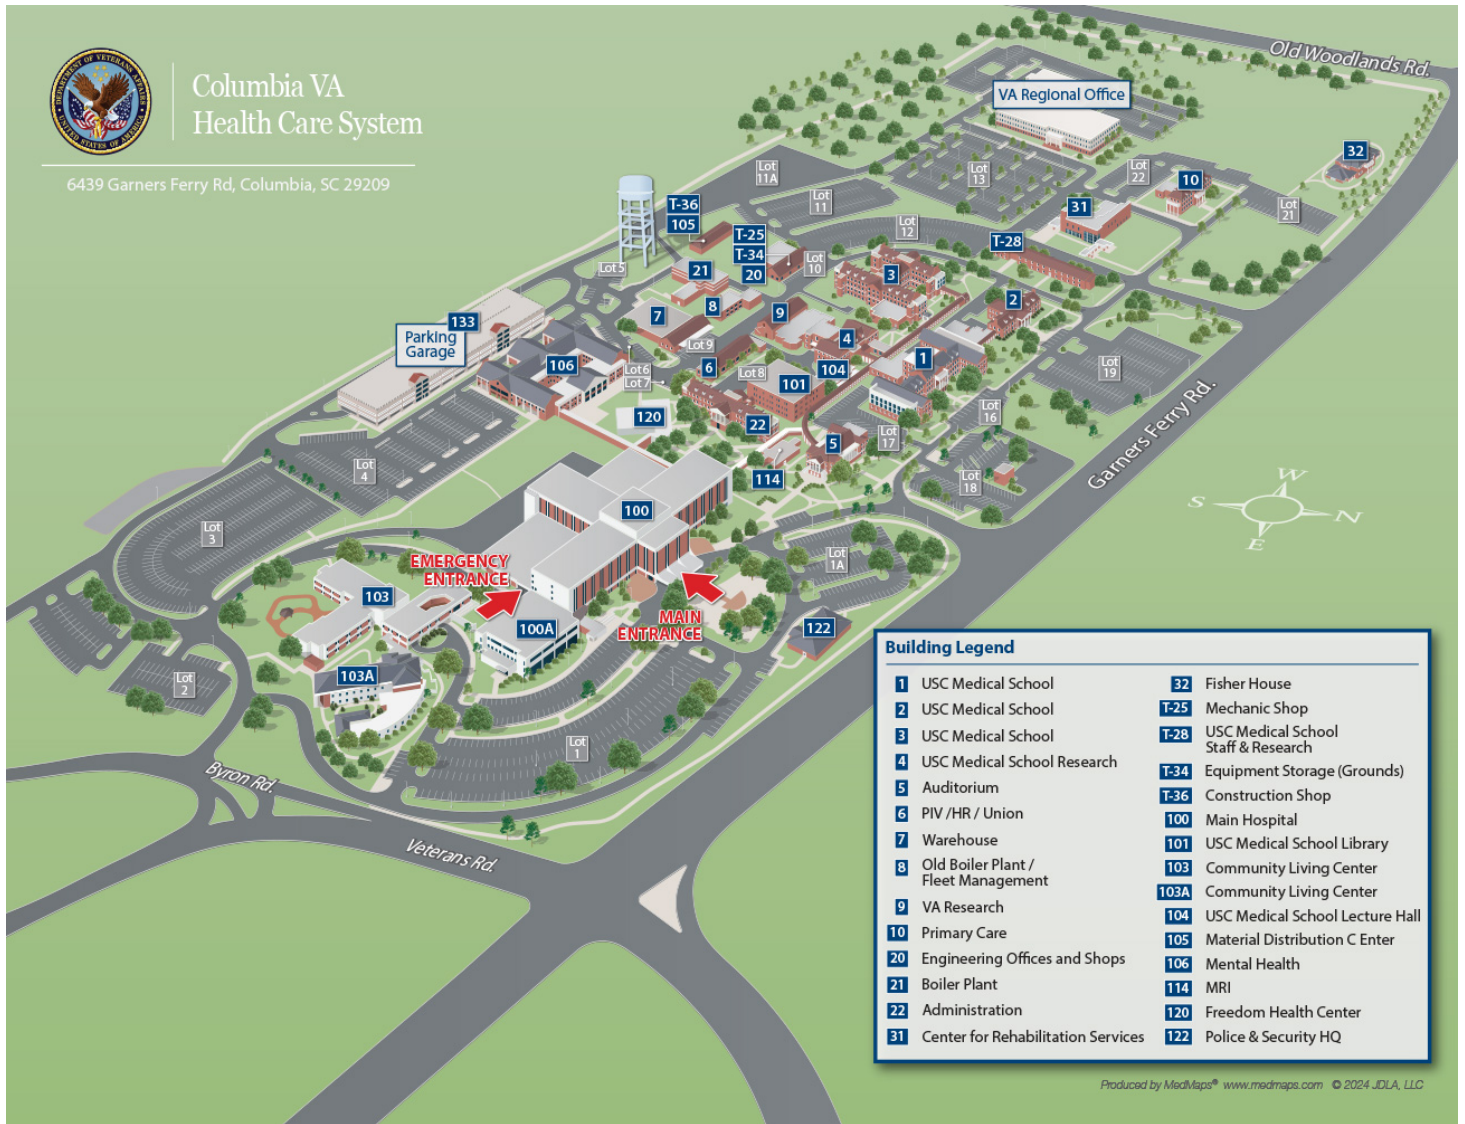 Columbia VA
Health Care System
6439 Garners Ferry Rd, Columbia, SC 29209
DEPARTMENT OF VETERANS AFFAIRS
UNITED STATES OF AMERICA
Old Woodlands Rd.
VA Regional Office
32
Lot
11A
Lot
13
Lot
22
10
T-36
105
Lot
11
31
Lot
21
T-25
T-34
20
Lot
12
T-28
Lot 5
21
Lot
10
3
2
8
9
7
133
Parking
Garage
4
Lot 9
1
106
6
Lot6
Lot7
Lot 8
104
101
Lot
19
Garners Ferry Rd.
120
22
Lot
16
5
Lot
17
Lot
4
114
Lot
18
W
S
N
E
100
Lot
3
Lot
1A
EMERGENCY
ENTRANCE
103
MAIN
ENTRANCE
100A
122
103A
Lot
2
Lot
1
Byron Rd.
Veterans Rd.
Building Legend
1 USC Medical School
2 USC Medical School
3 USC Medical School
4 USC Medical School Research
5 Auditorium
6 PIV /HR / Union
7 Warehouse
8 Old Boiler Plant /
Fleet Management
9 VA Research
10 Primary Care
20 Engineering Offices and Shops
21 Boiler Plant
22 Administration
31 Center for Rehabilitation Services
32 Fisher House
T-25 Mechanic Shop
T-28 USC Medical School
Staff & Research
T-34 Equipment Storage (Grounds)
T-36 Construction Shop
100 Main Hospital
101 USC Medical School Library
103 Community Living Center
103A Community Living Center
104 USC Medical School Lecture Hall
105 Material Distribution C Enter
106 Mental Health
114 MRI
120 Freedom Health Center
122 Police & Security HQ
Produced by MedMaps® www.medmaps.com © 2024 JDLA, LLC